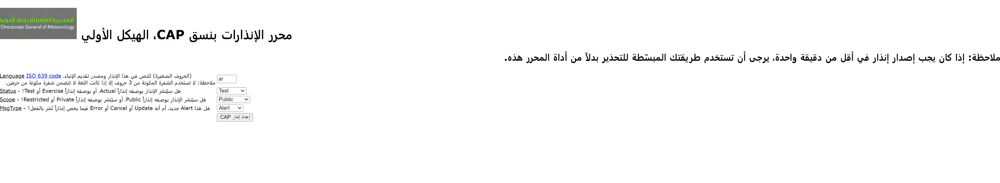 المديرية العامة للأرصاد الجوية
Directorate General of Meteorology
محرر الإنذارات بنسق CAP، الهيكل الأولي
ملاحظة: إذا كان يجب إصدار إنذار في أقل من دقيقة واحدة، يرجى أن تستخدم طريقتك المبسّطة للتحذير بدلاً من أداة المحرر هذه.
Language ISO 639 code (الحروف الصغيرة) للنص في هذا الإنذار ومصدر تقديم الإنباء. ar
ملاحظة: لا تستخدم الشفرة المكونة من 3 حروف إلا إذا كانت اللغة لا تتضمن شفرة مكونة من حرفين.
Status - هل سيُنشر الإنذار بوصفه إنذاراً Actual، أو بوصفه إنذاراً Exercise أو Test؟ Test
Scope - هل سيُنشر الإنذار بوصفه إنذاراً Public، أو سيُنشر بوصفه إنذاراً Private أو Restricted؟ Public
MsgType - هل هذا Alert جديد، أم أنه Update أو Cancel أو Error فيما يخص إنذاراً نُشر بالفعل؟ Alert
إعداد إنذار CAP